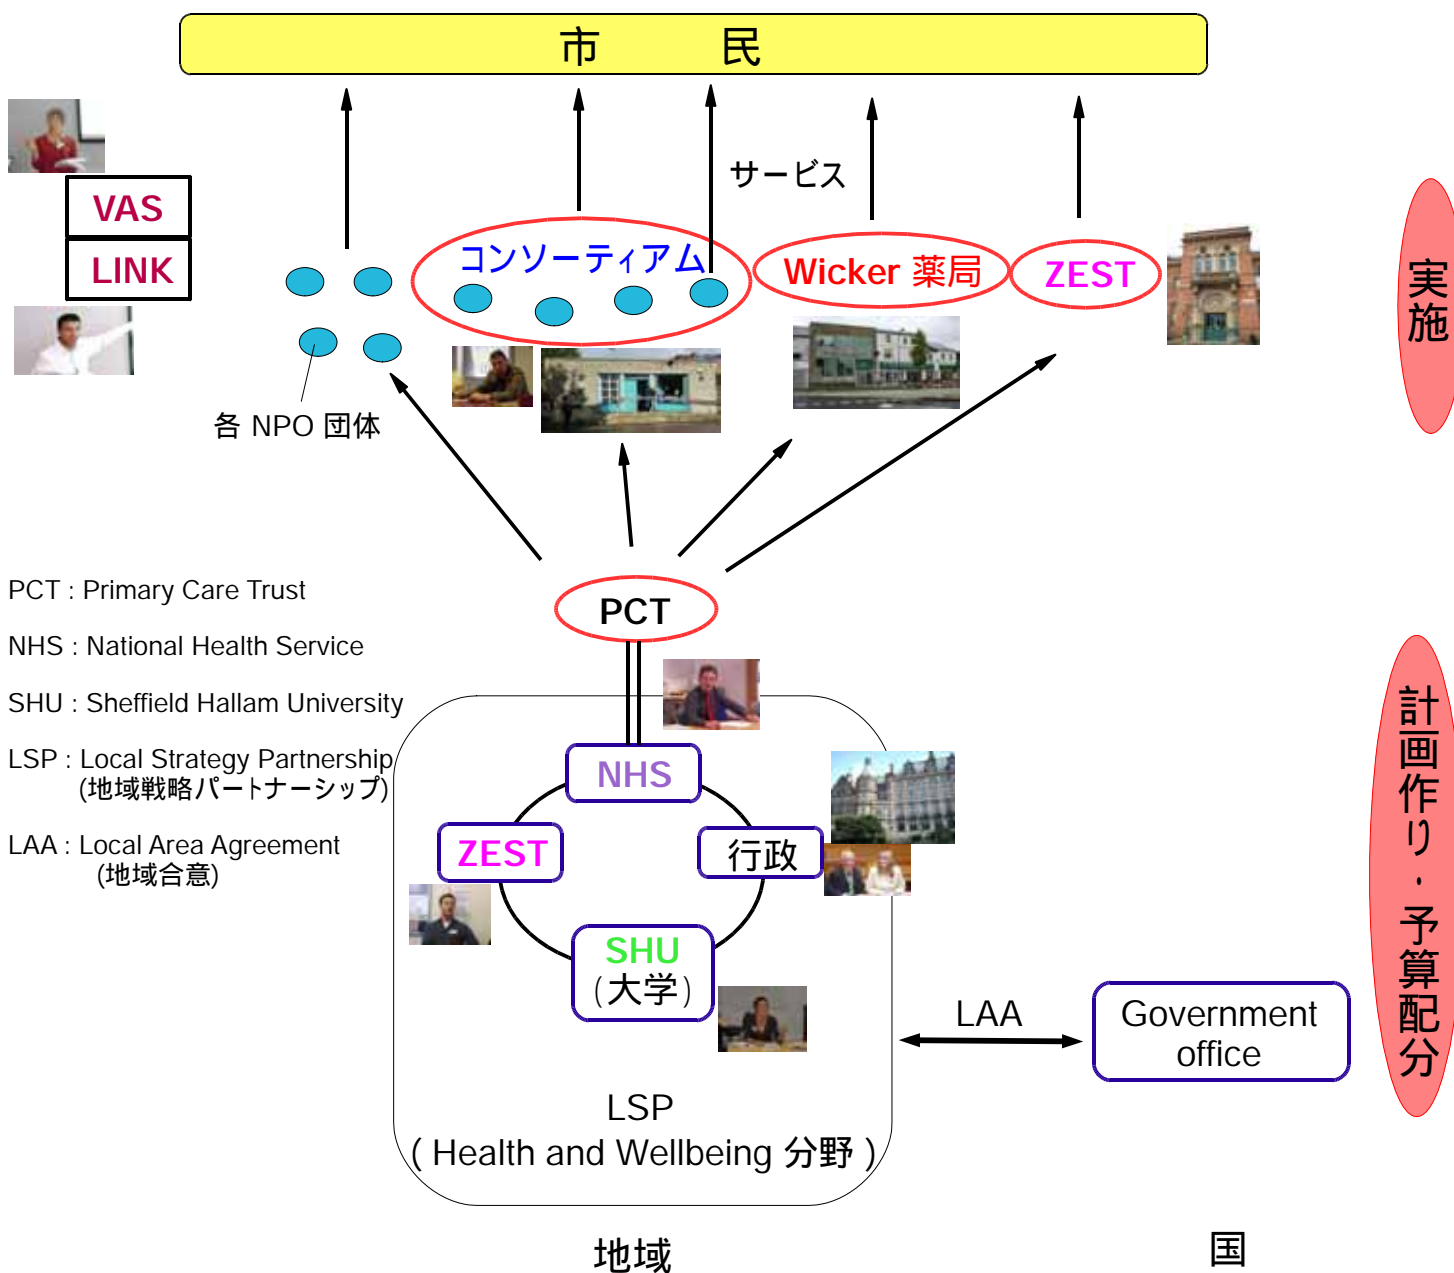 市 民
サービス
VAS
LINK
コンソーティアム
Wicker 薬局
ZEST
実施
各 NPO 団体
PCT
PCT : Primary Care Trust
NHS : National Health Service
SHU : Sheffield Hallam University
LSP : Local Strategy Partnership
(地域戦略パートナーシップ)
LAA : Local Area Agreement
(地域合意)
NHS
ZEST
行政
SHU
(大学)
計画作り・予算配分
LAA
Government
office
LSP
( Health and Wellbeing 分野 )
地域
国